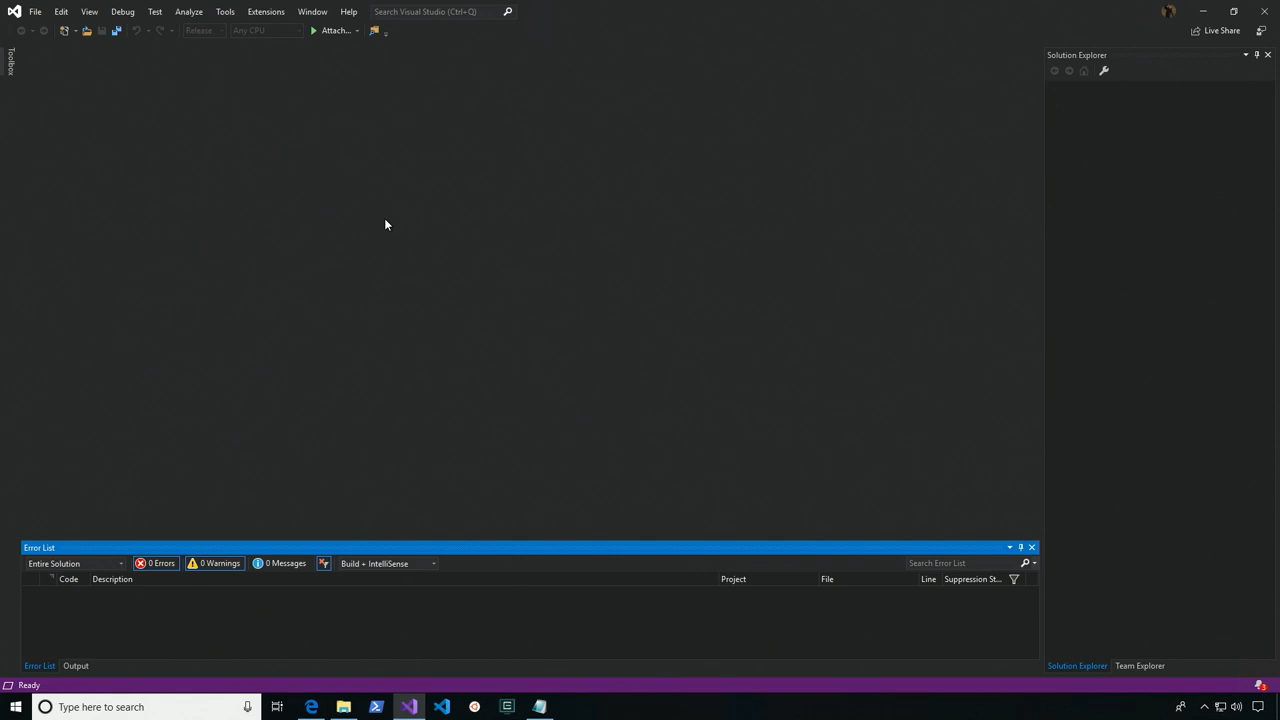 File Edit View Debug Test Analyze Tools Extensions Window Help Search Visual Studio (Ctrl+Q)
Release Any CPU Attach... Live Share
Toolbox
Solution Explorer
Error List
Entire Solution 0 Errors 0 Warnings 0 Messages Build + IntelliSense Search Error List
Code Description Project File Line Suppression St...
Error List Output
Solution Explorer Team Explorer
Ready 3
Type here to search